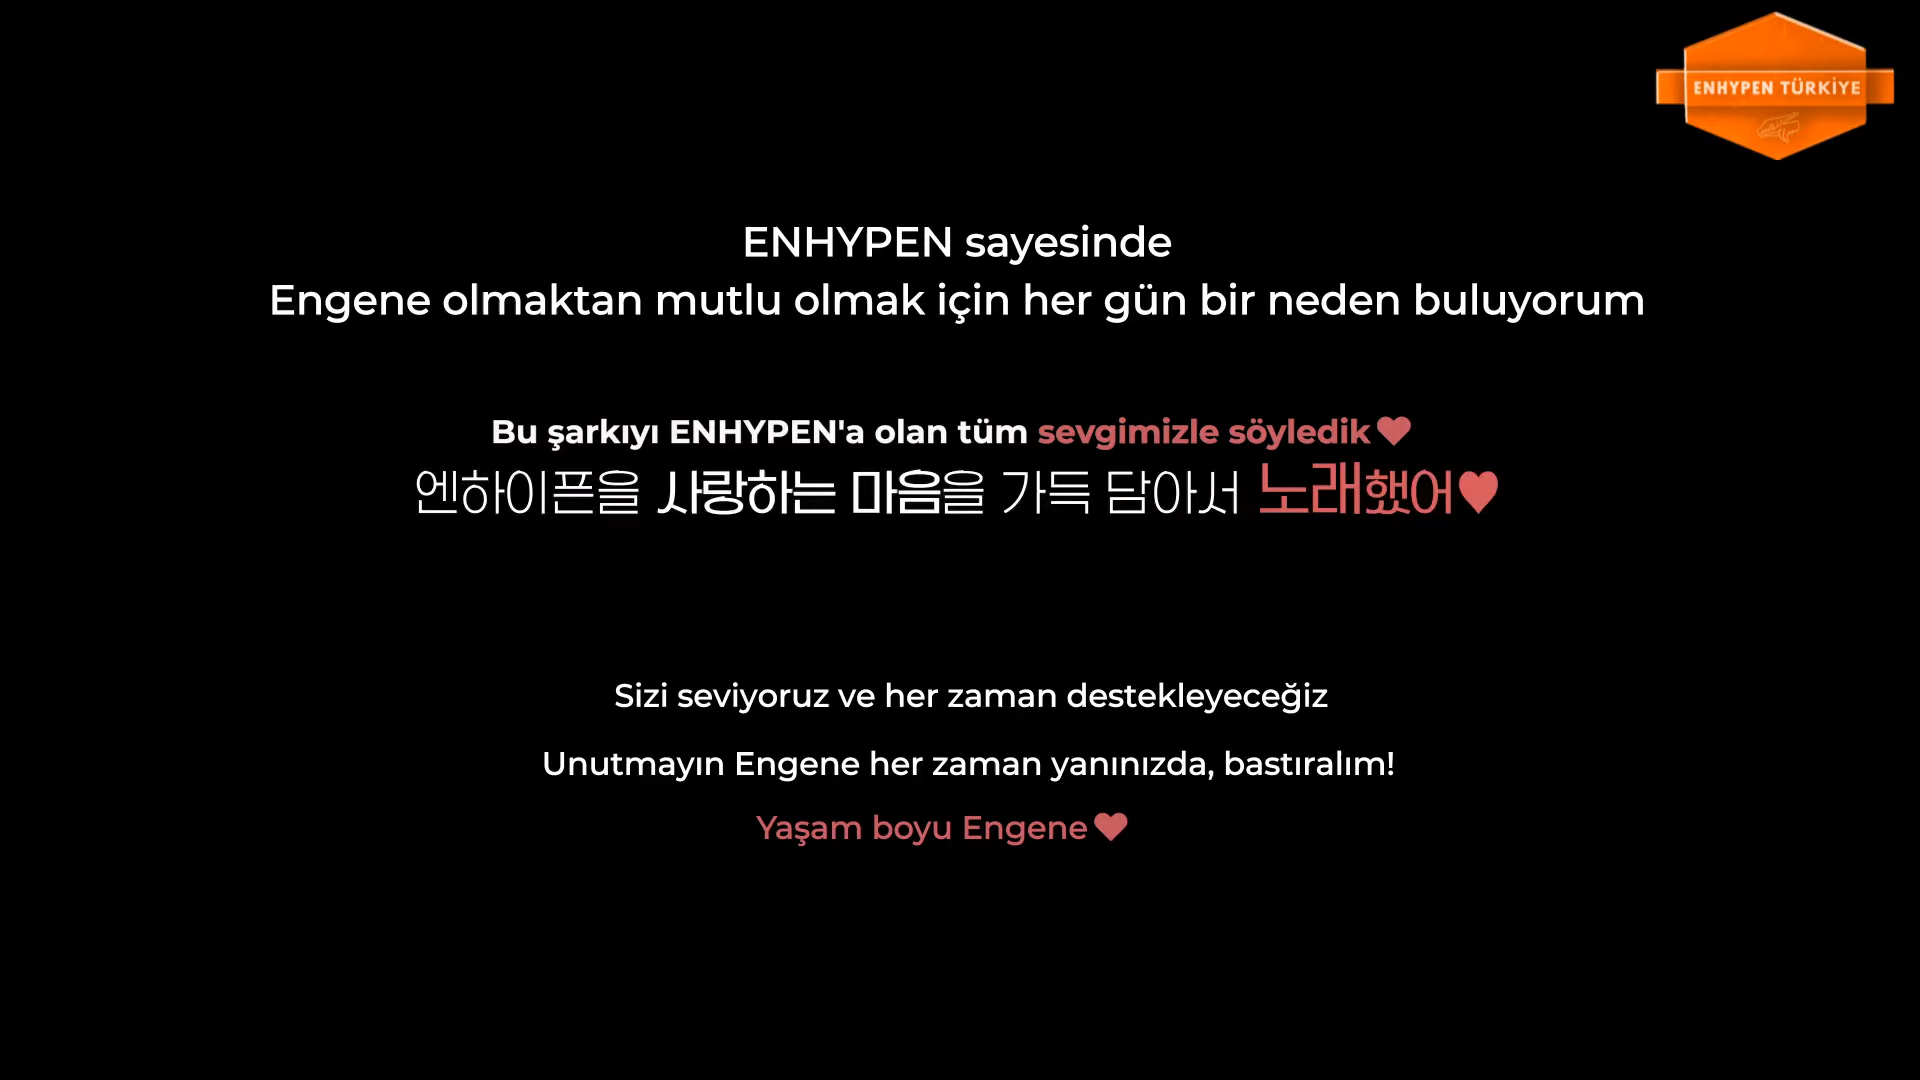 ENHYPEN TÜRKİYE
ENHYPEN sayesinde
Engene olmaktan mutlu olmak için her gün bir neden buluyorum
Bu şarkıyı ENHYPEN'a olan tüm sevgimizle söyledik♥
엔하이픈을 사랑하는 마음을 가득 담아서 노래했어♥
Sizi seviyoruz ve her zaman destekleyeceğiz
Unutmayın Engene her zaman yanınızda, bastıralım!
Yaşam boyu Engene♥